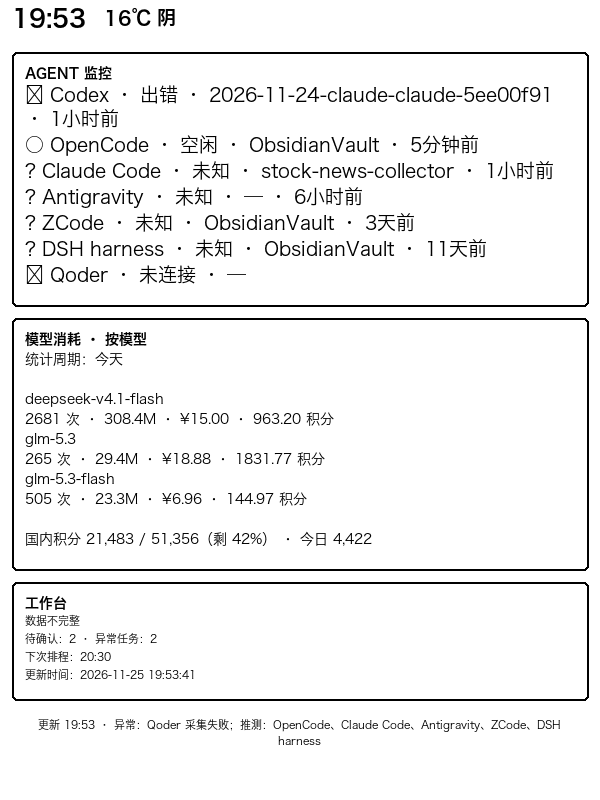 19:53 16℃ 阴
AGENT 监控
☒ Codex · 出错 · 2026-11-24-claude-claude-5ee00f91
· 1小时前
○ OpenCode · 空闲 · ObsidianVault · 5分钟前
? Claude Code · 未知 · stock-news-collector · 1小时前
? Antigravity · 未知 · — · 6小时前
? ZCode · 未知 · ObsidianVault · 3天前
? DSH harness · 未知 · ObsidianVault · 11天前
☒ Qoder · 未连接 · —
模型消耗 · 按模型
统计周期：今天
deepseek-v4.1-flash
2681 次 · 308.4M · ¥15.00 · 963.20 积分
glm-5.3
265 次 · 29.4M · ¥18.88 · 1831.77 积分
glm-5.3-flash
505 次 · 23.3M · ¥6.96 · 144.97 积分
国内积分 21,483 / 51,356（剩 42%） · 今日 4,422
工作台
数据不完整
待确认：2 · 异常任务：2
下次排程：20:30
更新时间：2026-11-25 19:53:41
更新 19:53 · 异常：Qoder 采集失败；推测：OpenCode、Claude Code、Antigravity、ZCode、DSH
harness